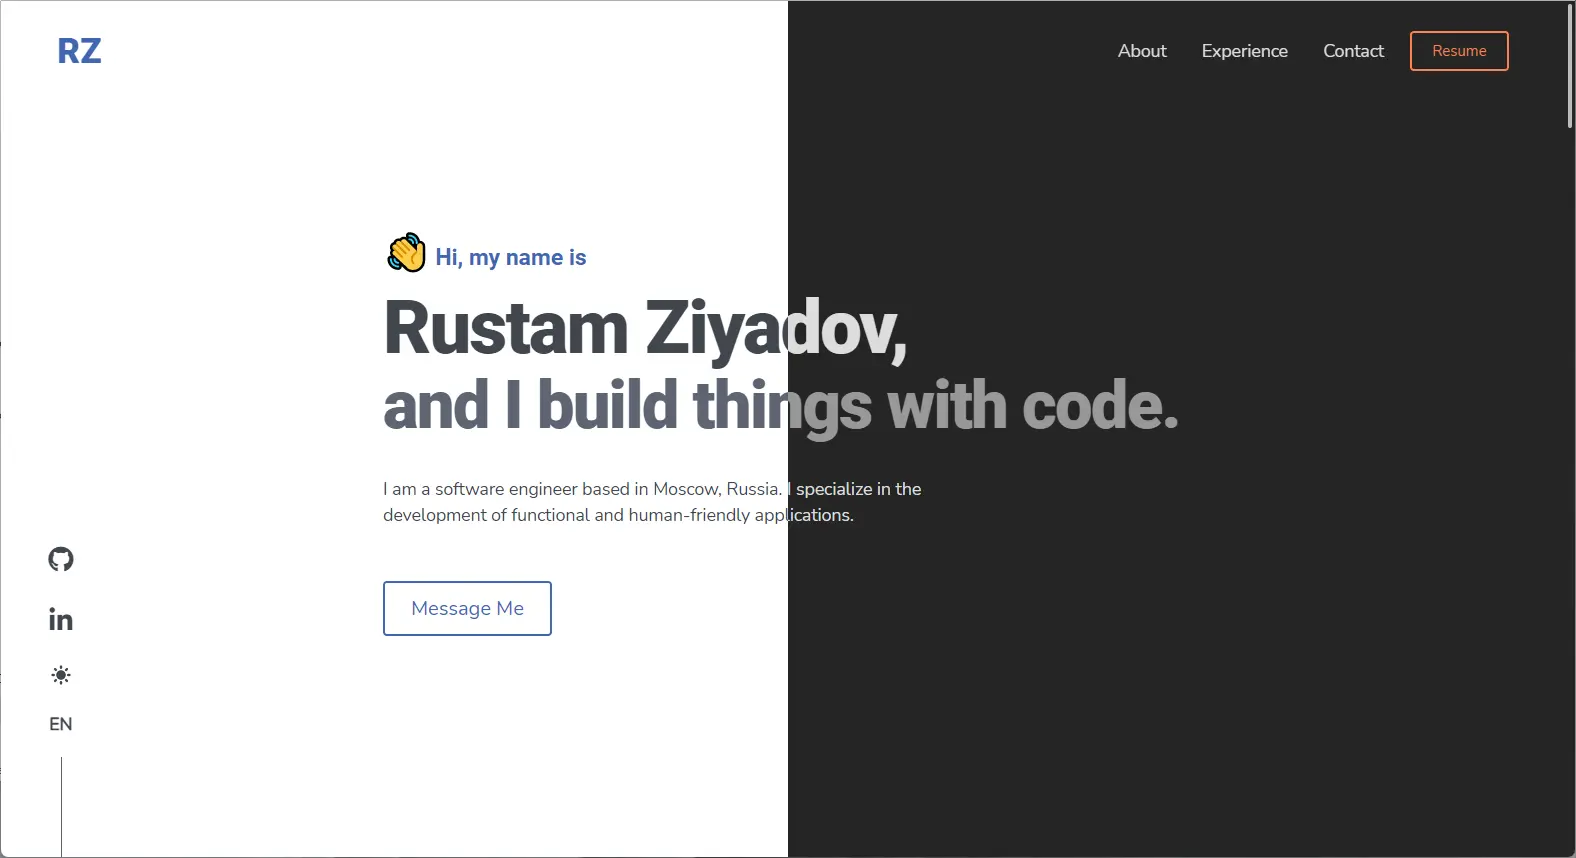 RZ
About Experience Contact Resume
Hi, my name is
Rustam Ziyadov,
and I build things with code.
I am a software engineer based in Moscow, Russia. I specialize in the
development of functional and human-friendly applications.
Message Me
in
EN